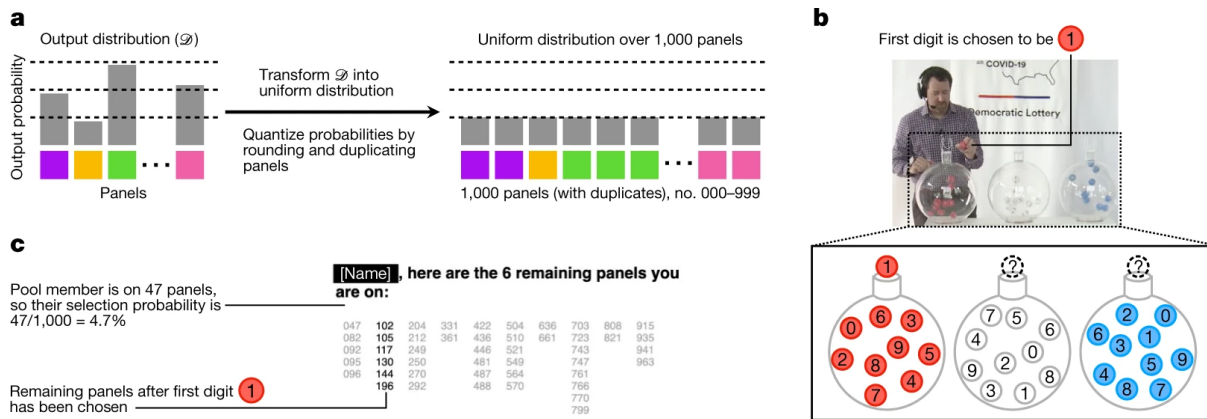 a
Output distribution (𝒟)
Output probability
Panels
Transform 𝒟 into
uniform distribution
Quantize probabilities by
rounding and duplicating
panels
Uniform distribution over 1,000 panels
1,000 panels (with duplicates), no. 000–999
b
First digit is chosen to be 1
on COVID-19
Democratic Lottery
1 ? ?
0 6 3 2 8 9 5 7 4
7 5 6 4 0 2 9 8 3 1
2 0 6 3 1 5 9 4 8 7
c
Pool member is on 47 panels,
so their selection probability is
47/1,000 = 4.7%
Remaining panels after first digit 1
has been chosen
[Name], here are the 6 remaining panels you
are on:
047 102 204 331 422 504 636 703 808 915
082 105 212 361 436 510 661 723 821 935
092 117 249 446 521 743 941
095 130 250 481 549 747 963
096 144 270 487 564 761
196 292 488 570 766
770
799